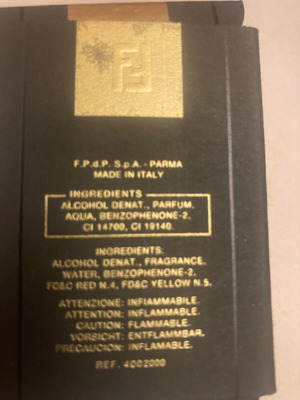 F.P.d.P. S.p.A. - PARMA
MADE IN ITALY
INGREDIENTS
ALCOHOL DENAT., PARFUM,
AQUA, BENZOPHENONE-2,
CI 14700, CI 19140.
INGREDIENTS:
ALCOHOL DENAT., FRAGRANCE,
WATER, BENZOPHENONE-2,
FD&C RED N.4, FD&C YELLOW N.5.
ATTENZIONE: INFIAMMABILE.
ATTENTION: INFLAMMABLE.
CAUTION: FLAMMABLE.
VORSICHT: ENTFLAMMBAR.
PRECAUCION: INFLAMABLE.
REF. 4002000